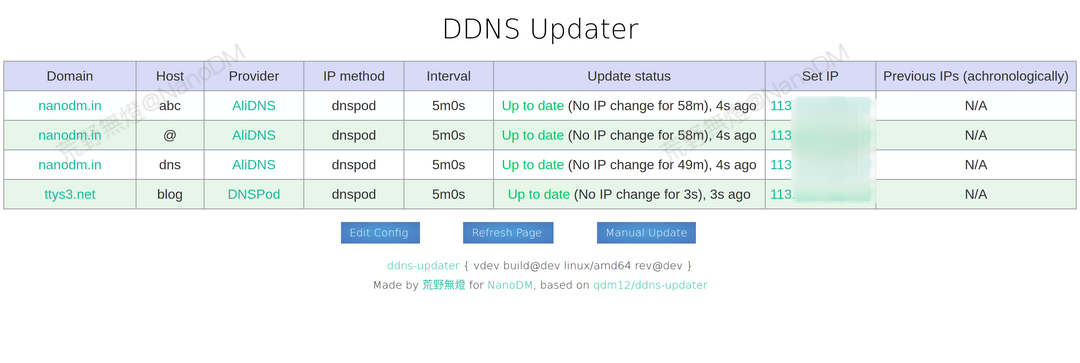 DDNS Updater
Domain Host Provider IP method Interval Update status Set IP Previous IPs (achronologically)
nanodm.in abc AliDNS dnspod 5m0s Up to date (No IP change for 58m), 4s ago 113 N/A
nanodm.in @ AliDNS dnspod 5m0s Up to date (No IP change for 58m), 4s ago 113 N/A
nanodm.in dns AliDNS dnspod 5m0s Up to date (No IP change for 49m), 4s ago 113 N/A
ttys3.net blog DNSPod dnspod 5m0s Up to date (No IP change for 3s), 3s ago 113. N/A
荒野無燈@NanoDM
荒野無燈@NanoDM
Edit Config Refresh Page Manual Update
ddns-updater { vdev build@dev linux/amd64 rev@dev }
Made by 荒野無燈 for NanoDM, based on qdm12/ddns-updater